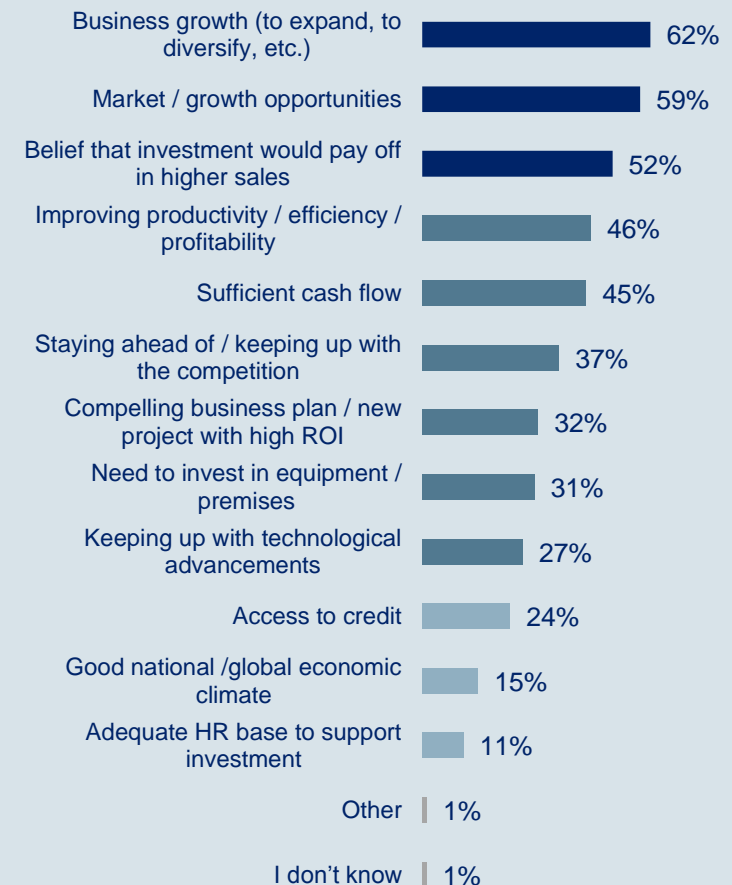 Business growth (to expand, to
diversify, etc.)
62%
Market / growth opportunities
59%
Belief that investment would pay off
in higher sales
52%
Improving productivity / efficiency /
profitability
46%
Sufficient cash flow
45%
Staying ahead of / keeping up with
the competition
37%
Compelling business plan / new
project with high ROI
32%
Need to invest in equipment /
premises
31%
Keeping up with technological
advancements
27%
Access to credit
24%
Good national /global economic
climate
15%
Adequate HR base to support
investment
11%
Other
1%
I don't know
1%